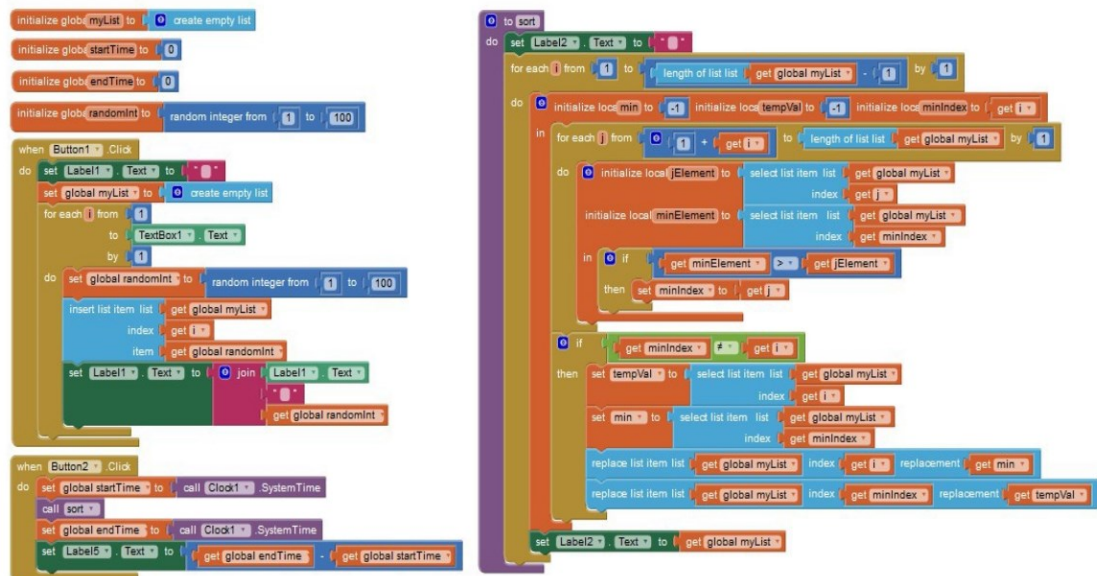 initialize glob myList to create empty list
initialize glob startTime to 0
initialize glob endTime to 0
initialize glob randomInt to random integer from 1 to 100
when Button1 .Click
do set Label1 . Text to " "
set global myList to create empty list
for each i from 1
to TextBox1 . Text
by 1
do set global randomInt to random integer from 1 to 100
insert list item list get global myList
index get i
item get global randomInt
set Label1 . Text to join Label1 . Text
" "
get global randomInt
when Button2 .Click
do set global startTime to call Clock1 .SystemTime
call sort
set global endTime to call Clock1 .SystemTime
set Label5 . Text to get global endTime - get global startTime
to sort
do set Label2 . Text to " "
for each i from 1 to length of list list get global myList - 1 by 1
do initialize loca min to -1 initialize loca tempVal to -1 initialize loca minIndex to get i
in for each j from 1 + get i to length of list list get global myList by 1
do initialize local jElement to select list item list get global myList
index get j
initialize local minElement to select list item list get global myList
index get minIndex
in if get minElement > get jElement
then set minIndex to get j
if get minIndex ≠ get i
then set tempVal to select list item list get global myList
index get i
set min to select list item list get global myList
index get minIndex
replace list item list get global myList index get i replacement get min
replace list item list get global myList index get minIndex replacement get tempVal
set Label2 . Text to get global myList